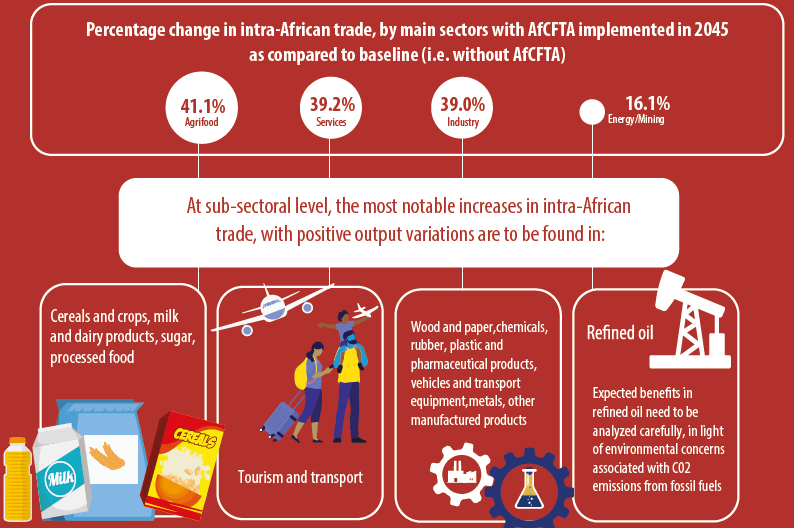 Percentage change in intra-African trade, by main sectors with AfCFTA implemented in 2045
as compared to baseline (i.e. without AfCFTA)
41.1%
Agrifood
39.2%
Services
39.0%
Industry
16.1%
Energy/Mining
At sub-sectoral level, the most notable increases in intra-African
trade, with positive output variations are to be found in:
Cereals and crops, milk
and dairy products, sugar,
processed food
Milk
CEREALS
Tourism and transport
Wood and paper,chemicals,
rubber, plastic and
pharmaceutical products,
vehicles and transport
equipment,metals, other
manufactured products
Refined oil
Expected benefits in
refined oil need to be
analyzed carefully, in light
of environmental concerns
associated with CO2
emissions from fossil fuels